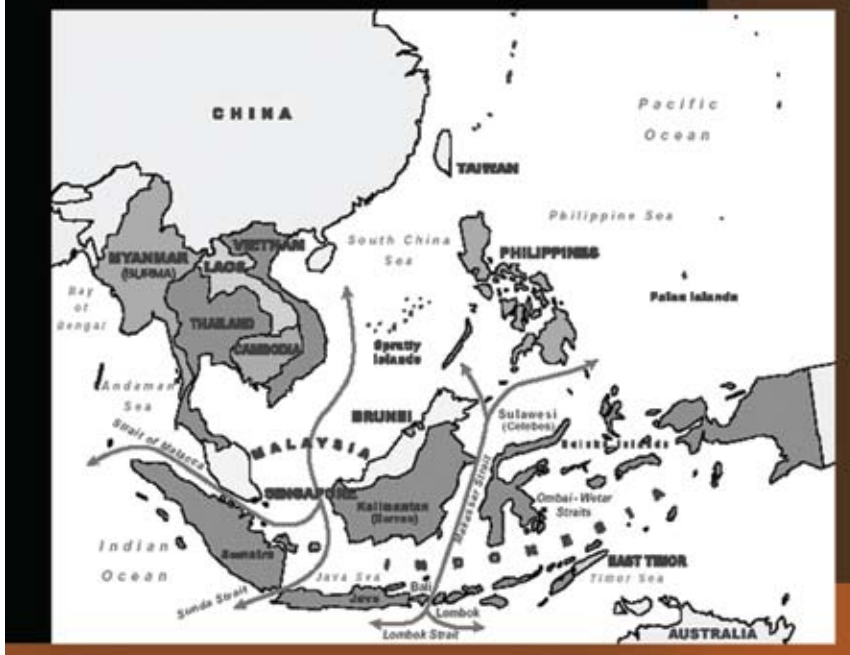 CHINA
Pacific
Ocean
TAIWAN
Philippine Sea
South China
Sea
PHILIPPINES
VIETNAM
MYANMAR
(BURMA)
LAOS
Bay
of
Bengal
THAILAND
CAMBODIA
Spratly
Islands
Palau Islands
Andaman
Sea
Strait of Malacca
BRUNEI
MALAYSIA
Sulawesi
(Celebes)
Islands
SINGAPORE
Kalimantan
(Borneo)
Makassar Strait
Ombai-Wetar
Straits
INDONESIA
Sumatra
Indian
Ocean
Java Sea
EAST TIMOR
Timor Sea
Sunda Strait
Java
Bali
Lombok
Lombok Strait
AUSTRALIA